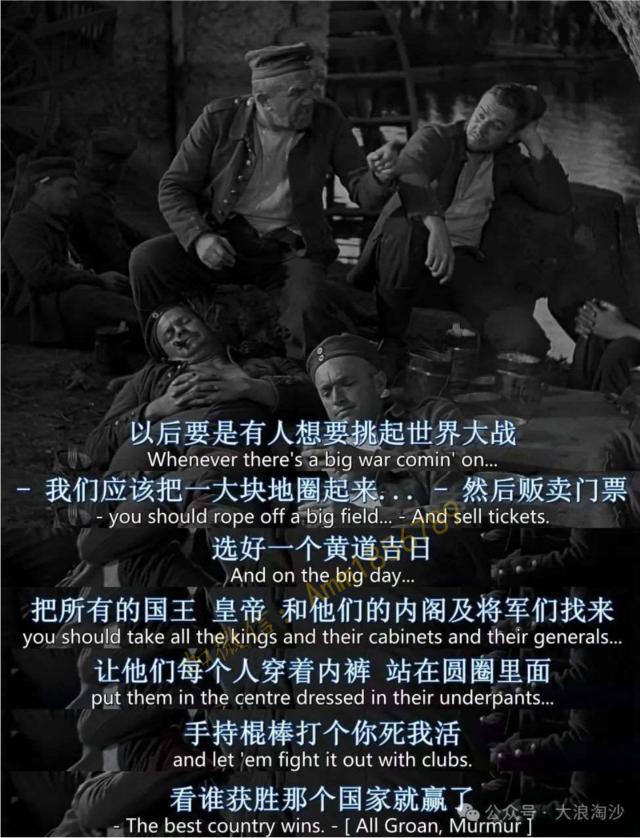 以后要是有人想要挑起世界大战
Whenever there's a big war comin' on...
- 我们应该把一大块地圈起来... - 然后贩卖门票
- you should rope off a big field... - And sell tickets.
选好一个黄道吉日
And on the big day...
把所有的国王 皇帝 和他们的内阁及将军们找来
you should take all the kings and their cabinets and their generals...
让他们每个人穿着内裤 站在圆圈里面
put them in the centre dressed in their underpants...
手持棍棒打个你死我活
and let 'em fight it out with clubs.
看谁获胜那个国家就赢了
- The best country wins. - [ All Groan, Murmur ]
公众号 · 大浪淘沙